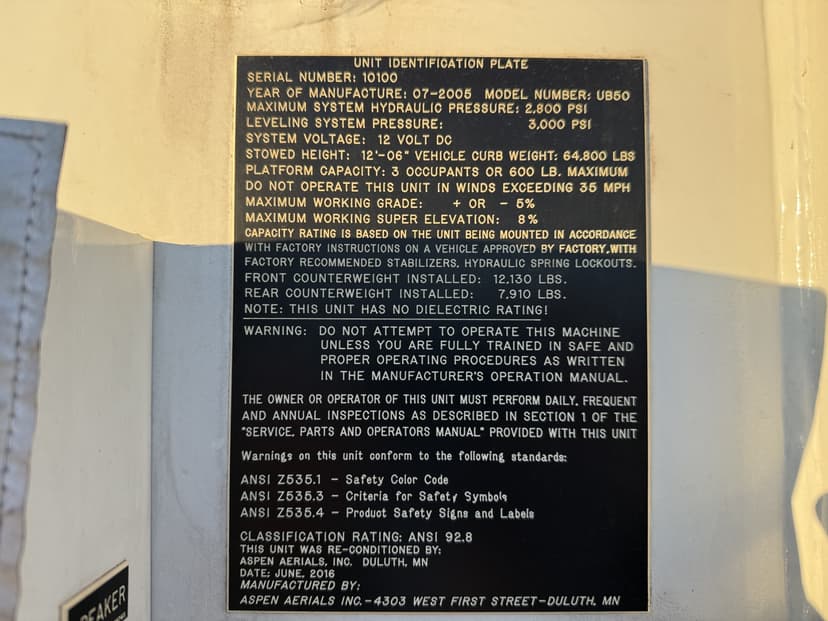 UNIT IDENTIFICATION PLATE
SERIAL NUMBER: 10100
YEAR OF MANUFACTURE: 07-2005 MODEL NUMBER: UB50
MAXIMUM SYSTEM HYDRAULIC PRESSURE: 2,800 PSI
LEVELING SYSTEM PRESSURE: 3,000 PSI
SYSTEM VOLTAGE: 12 VOLT DC
STOWED HEIGHT: 12'-06" VEHICLE CURB WEIGHT: 64,800 LBS
PLATFORM CAPACITY: 3 OCCUPANTS OR 600 LB. MAXIMUM
DO NOT OPERATE THIS UNIT IN WINDS EXCEEDING 35 MPH
MAXIMUM WORKING GRADE: + OR - 5%
MAXIMUM WORKING SUPER ELEVATION: 8%
CAPACITY RATING IS BASED ON THE UNIT BEING MOUNTED IN ACCORDANCE
WITH FACTORY INSTRUCTIONS ON A VEHICLE APPROVED BY FACTORY, WITH
FACTORY RECOMMENDED STABILIZERS, HYDRAULIC SPRING LOCKOUTS.
FRONT COUNTERWEIGHT INSTALLED: 12,130 LBS.
REAR COUNTERWEIGHT INSTALLED: 7,910 LBS.
NOTE: THIS UNIT HAS NO DIELECTRIC RATING!
WARNING: DO NOT ATTEMPT TO OPERATE THIS MACHINE
UNLESS YOU ARE FULLY TRAINED IN SAFE AND
PROPER OPERATING PROCEDURES AS WRITTEN
IN THE MANUFACTURER'S OPERATION MANUAL.
THE OWNER OR OPERATOR OF THIS UNIT MUST PERFORM DAILY, FREQUENT
AND ANNUAL INSPECTIONS AS DESCRIBED IN SECTION 1 OF THE
"SERVICE, PARTS AND OPERATORS MANUAL" PROVIDED WITH THIS UNIT
Warnings on this unit conform to the following standards:
ANSI Z535.1 - Safety Color Code
ANSI Z535.3 - Criteria for Safety Symbols
ANSI Z535.4 - Product Safety Signs and Labels
CLASSIFICATION RATING: ANSI 92.8
THIS UNIT WAS RE-CONDITIONED BY:
ASPEN AERIALS, INC. DULUTH, MN
DATE: JUNE, 2016
MANUFACTURED BY:
ASPEN AERIALS INC.-4303 WEST FIRST STREET-DULUTH, MN